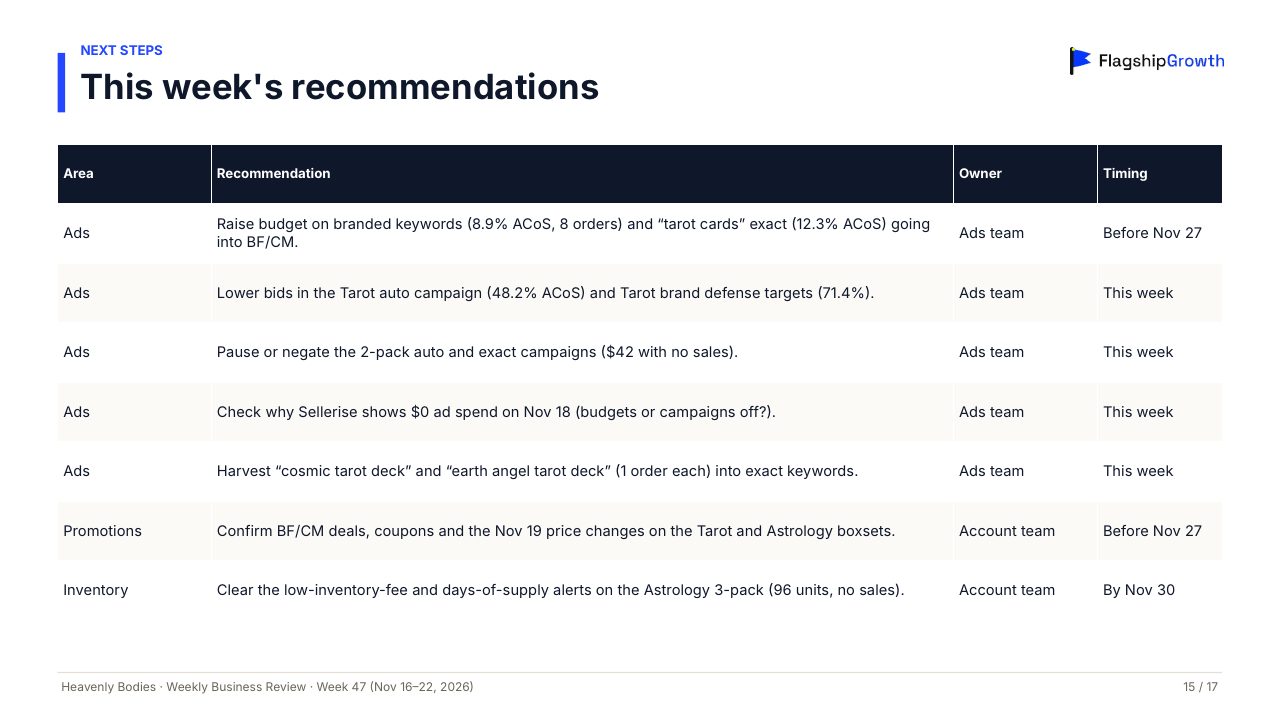 NEXT STEPS
This week's recommendations
FlagshipGrowth
Area Recommendation Owner Timing
Ads Raise budget on branded keywords (8.9% ACoS, 8 orders) and “tarot cards” exact (12.3% ACoS) going into BF/CM. Ads team Before Nov 27
Ads Lower bids in the Tarot auto campaign (48.2% ACoS) and Tarot brand defense targets (71.4%). Ads team This week
Ads Pause or negate the 2-pack auto and exact campaigns ($42 with no sales). Ads team This week
Ads Check why Sellerise shows $0 ad spend on Nov 18 (budgets or campaigns off?). Ads team This week
Ads Harvest “cosmic tarot deck” and “earth angel tarot deck” (1 order each) into exact keywords. Ads team This week
Promotions Confirm BF/CM deals, coupons and the Nov 19 price changes on the Tarot and Astrology boxsets. Account team Before Nov 27
Inventory Clear the low-inventory-fee and days-of-supply alerts on the Astrology 3-pack (96 units, no sales). Account team By Nov 30
Heavenly Bodies · Weekly Business Review · Week 47 (Nov 16–22, 2026) 15 / 17